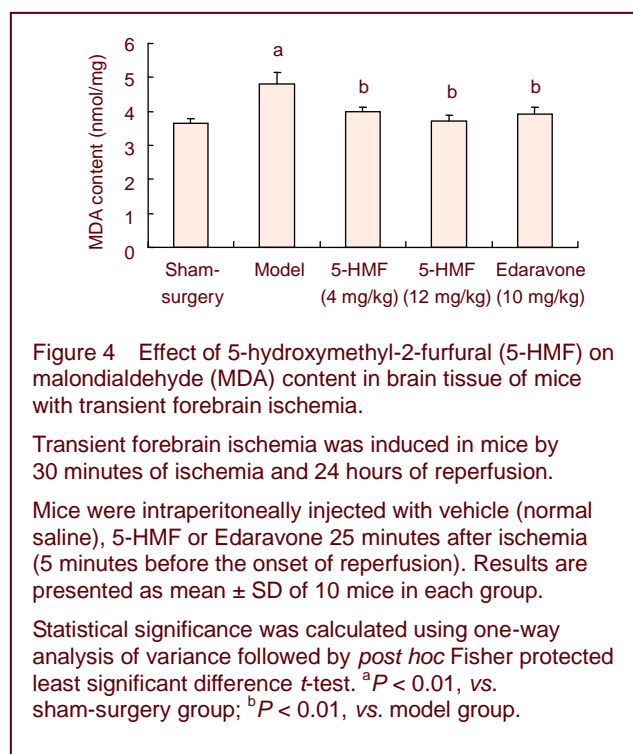 6
5
4
3
2
1
0
MDA content (nmol/mg)
a
b
b
b
Sham-
surgery
Model
5-HMF
(4 mg/kg)
5-HMF
(12 mg/kg)
Edaravone
(10 mg/kg)
Figure 4 Effect of 5-hydroxymethyl-2-furfural (5-HMF) on
malondialdehyde (MDA) content in brain tissue of mice
with transient forebrain ischemia.
Transient forebrain ischemia was induced in mice by
30 minutes of ischemia and 24 hours of reperfusion.
Mice were intraperitoneally injected with vehicle (normal
saline), 5-HMF or Edaravone 25 minutes after ischemia
(5 minutes before the onset of reperfusion). Results are
presented as mean ± SD of 10 mice in each group.
Statistical significance was calculated using one-way
analysis of variance followed by post hoc Fisher protected
least significant difference t-test. aP < 0.01, vs.
sham-surgery group; bP < 0.01, vs. model group.